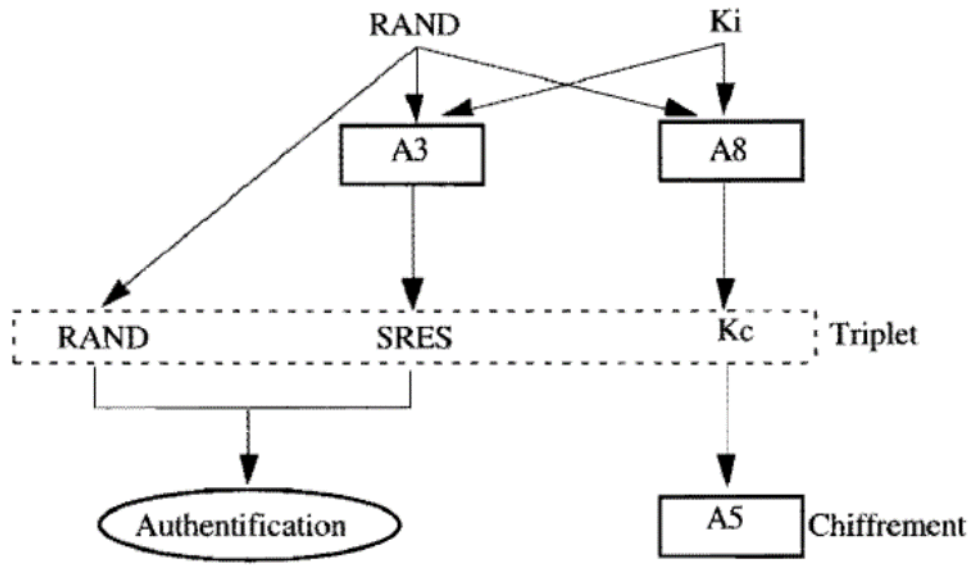 RAND
Ki
A3
A8
RAND
SRES
Kc
Triplet
Authentification
A5
Chiffrement